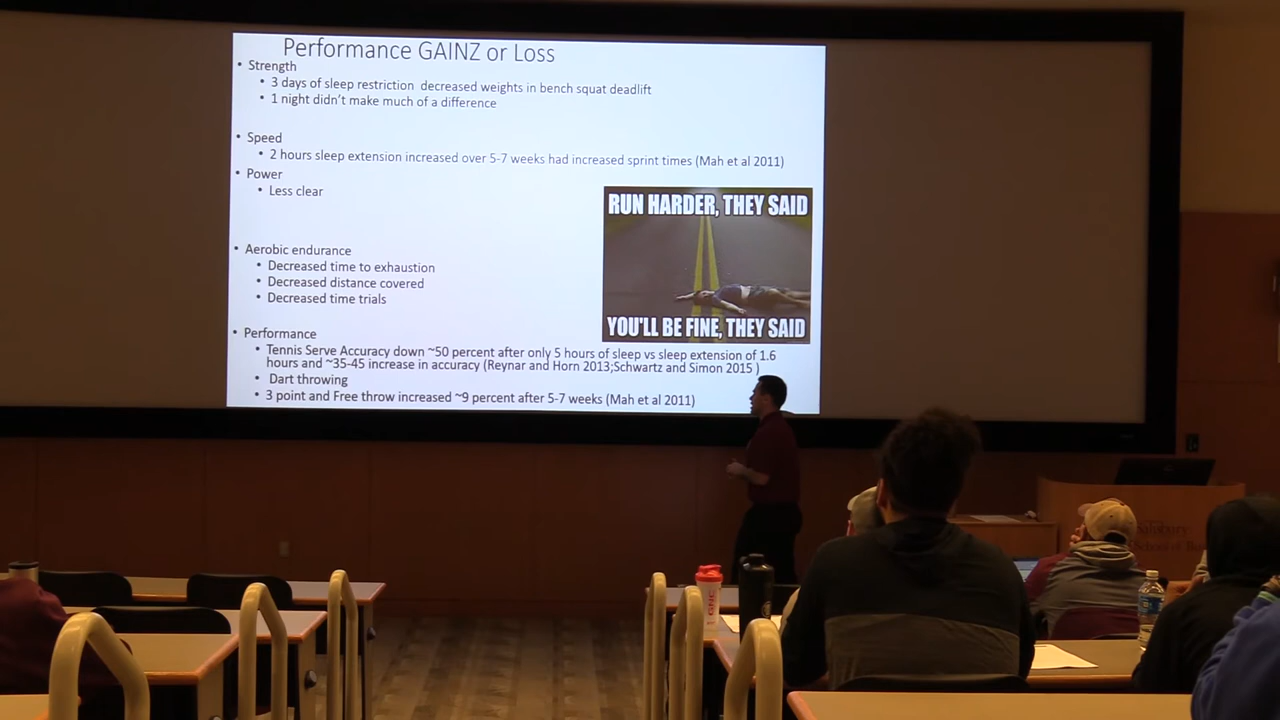 Performance GAINZ or Loss
• Strength
• 3 days of sleep restriction decreased weights in bench squat deadlift
• 1 night didn't make much of a difference
• Speed
• 2 hours sleep extension increased over 5-7 weeks had increased sprint times (Mah et al 2011)
• Power
• Less clear
RUN HARDER, THEY SAID
YOU'LL BE FINE, THEY SAID
• Aerobic endurance
• Decreased time to exhaustion
• Decreased distance covered
• Decreased time trials
• Performance
• Tennis Serve Accuracy down ~50 percent after only 5 hours of sleep vs sleep extension of 1.6
hours and ~35-45 increase in accuracy (Reynar and Horn 2013;Schwartz and Simon 2015 )
• Dart throwing
• 3 point and Free throw increased ~9 percent after 5-7 weeks (Mah et al 2011)
GNC
Salisbury